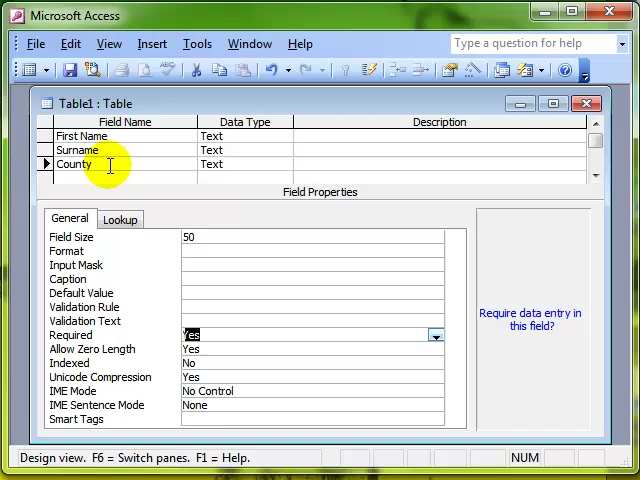 Microsoft Access
File Edit View Insert Tools Window Help Type a question for help
Table1 : Table
Field Name Data Type Description
First Name Text
Surname Text
County Text
Field Properties
General Lookup
Field Size 50
Format
Input Mask
Caption
Default Value
Validation Rule
Validation Text
Required Yes
Allow Zero Length Yes
Indexed No
Unicode Compression Yes
IME Mode No Control
IME Sentence Mode None
Smart Tags
Require data entry in
this field?
Design view. F6 = Switch panes. F1 = Help. NUM